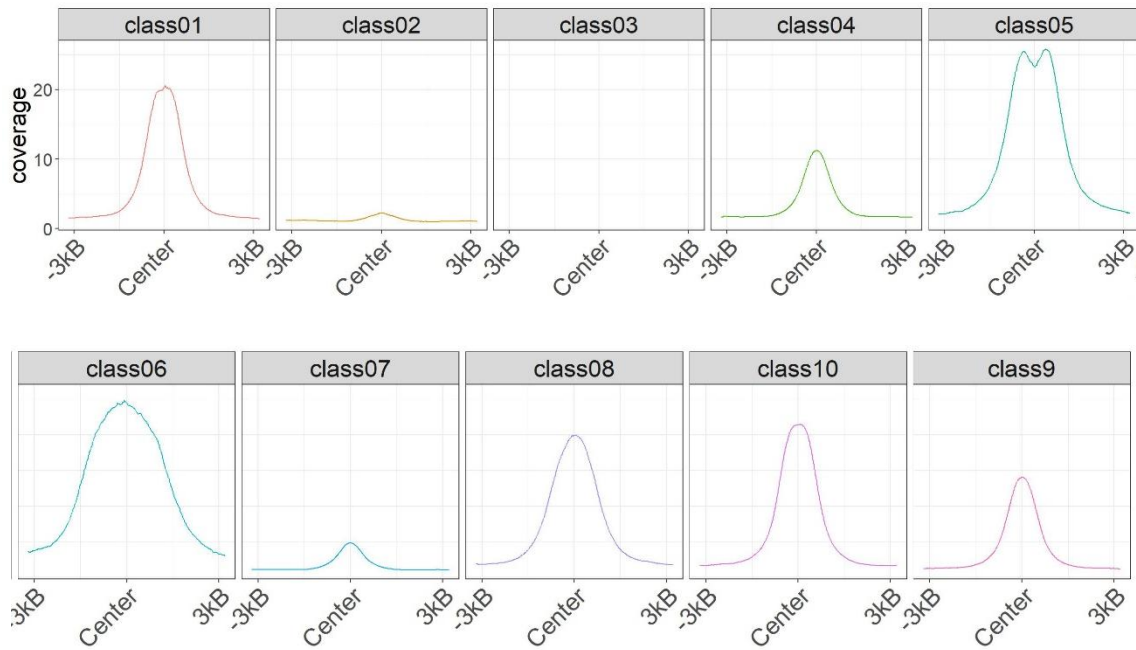 class01 class02 class03 class04 class05
coverage
20
10
0
-3kB Center 3kB -3kB Center 3kB -3kB Center 3kB -3kB Center 3kB -3kB Center 3kB
class06 class07 class08 class10 class9
-3kB Center 3kB -3kB Center 3kB -3kB Center 3kB -3kB Center 3kB -3kB Center 3kB